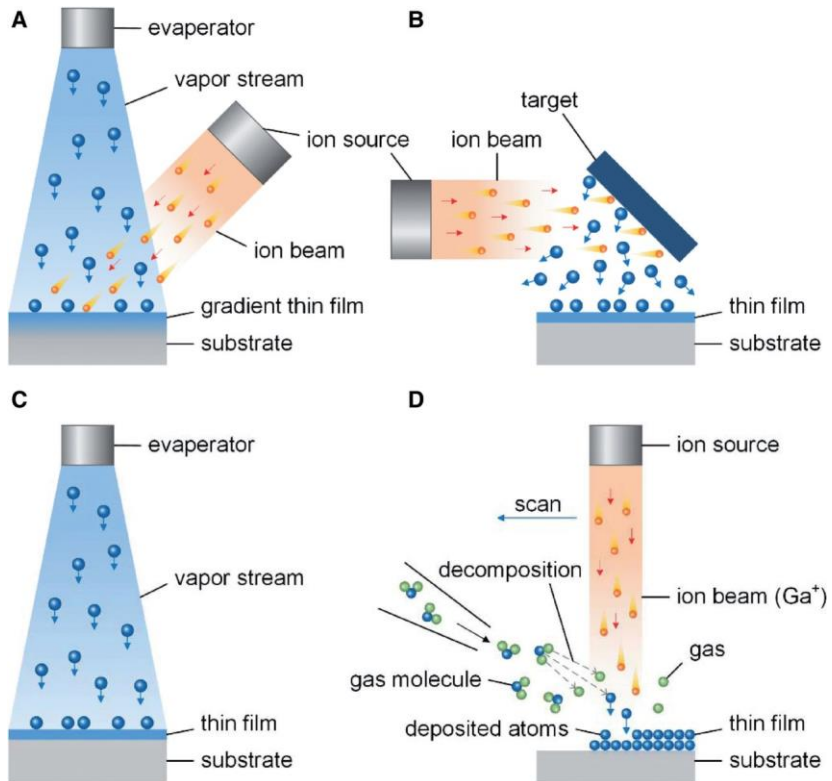 A
evaperator
vapor stream
ion source
ion beam
gradient thin film
substrate
B
ion beam
target
thin film
substrate
C
evaperator
vapor stream
thin film
substrate
D
ion source
scan
decomposition
ion beam (Ga⁺)
gas
gas molecule
deposited atoms
thin film
substrate